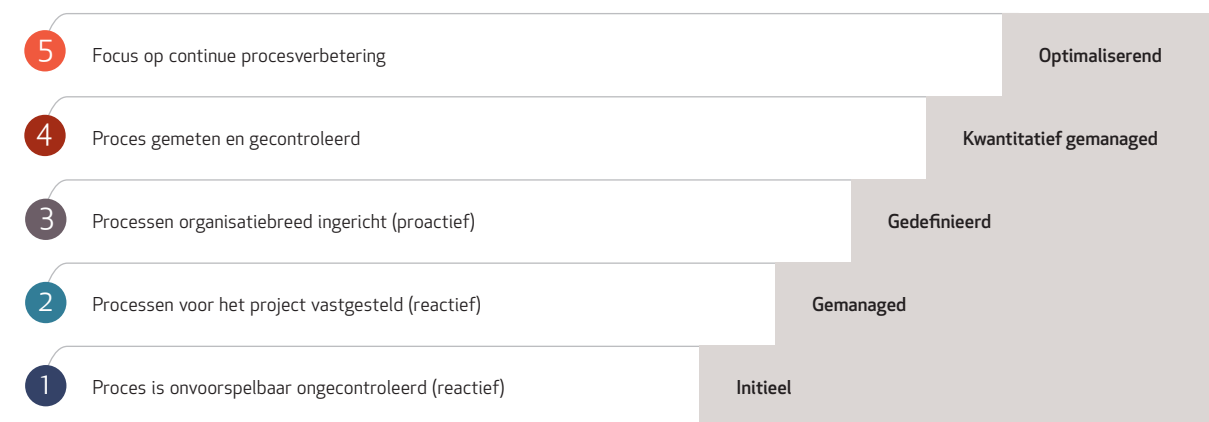 5 Focus op continue procesverbetering Optimaliserend
4 Proces gemeten en gecontroleerd Kwantitatief gemanaged
3 Processen organisatiebreed ingericht (proactief) Gedefinieerd
2 Processen voor het project vastgesteld (reactief) Gemanaged
1 Proces is onvoorspelbaar ongecontroleerd (reactief) Initieel